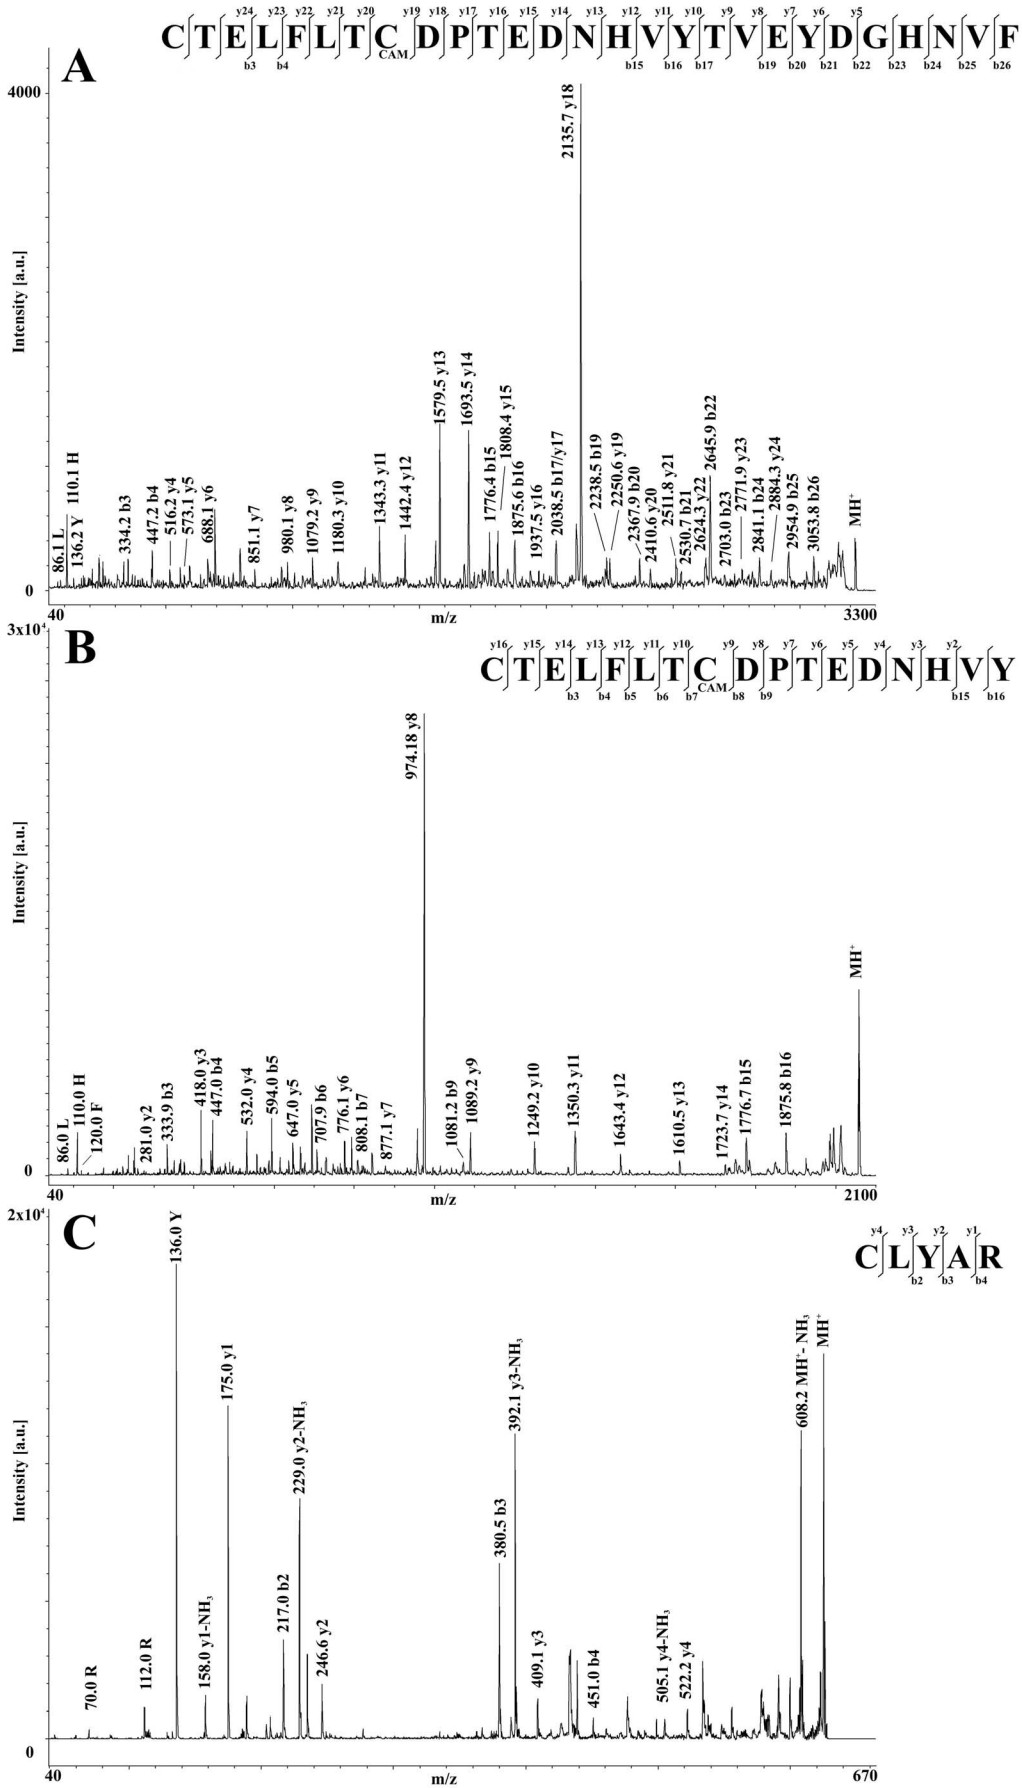 A
y24 y23 y22 y21 y20 y19 y18 y17 y16 y15 y14 y13 y12 y11 y10 y9 y8 y7 y6 y5
C T E L F L T C D P T E D N H V Y T V E Y D G H N V F
CAM
b3 b4 b15 b16 b17 b19 b20 b21 b22 b23 b24 b25 b26
4000
Intensity [a.u.]
0
86.1 L
110.1 H
136.2 Y
334.2 b3
447.2 b4
516.2 y4
573.1 y5
688.1 y6
851.1 y7
980.1 y8
1079.2 y9
1180.3 y10
1343.3 y11
1442.4 y12
1579.5 y13
1693.5 y14
1776.4 b15
1808.4 y15
1875.6 b16
1937.5 y16
2038.5 b17/y17
2135.7 y18
2238.5 b19
2250.6 y19
2367.9 b20
2410.6 y20
2511.8 y21
2530.7 b21
2624.3 y22
2645.9 b22
2703.0 b23
2771.9 y23
2841.1 b24
2884.3 y24
2954.9 b25
3053.8 b26
MH⁺
40
m/z
3300
B
y16 y15 y14 y13 y12 y11 y10 y9 y8 y7 y6 y5 y4 y3 y2
C T E L F L T C D P T E D N H V Y
CAM
b3 b4 b5 b6 b7 b8 b9 b15 b16
3x10⁴
Intensity [a.u.]
0
86.0 L
110.0 H
120.0 F
281.0 y2
333.9 b3
418.0 y3
447.0 b4
532.0 y4
594.0 b5
647.0 y5
707.9 b6
776.1 y6
808.1 b7
877.1 y7
974.18 y8
1081.2 b9
1089.2 y9
1249.2 y10
1350.3 y11
1643.4 y12
1610.5 y13
1723.7 y14
1776.7 b15
1875.8 b16
MH⁺
40
m/z
2100
C
y4 y3 y2 y1
C L Y A R
b2 b3 b4
2x10⁴
Intensity [a.u.]
0
70.0 R
112.0 R
136.0 Y
158.0 y1-NH₃
175.0 y1
217.0 b2
229.0 y2-NH₃
246.6 y2
380.5 b3
392.1 y3-NH₃
409.1 y3
451.0 b4
505.1 y4-NH₃
522.2 y4
608.2 MH⁺- NH₃
MH⁺
40
m/z
670